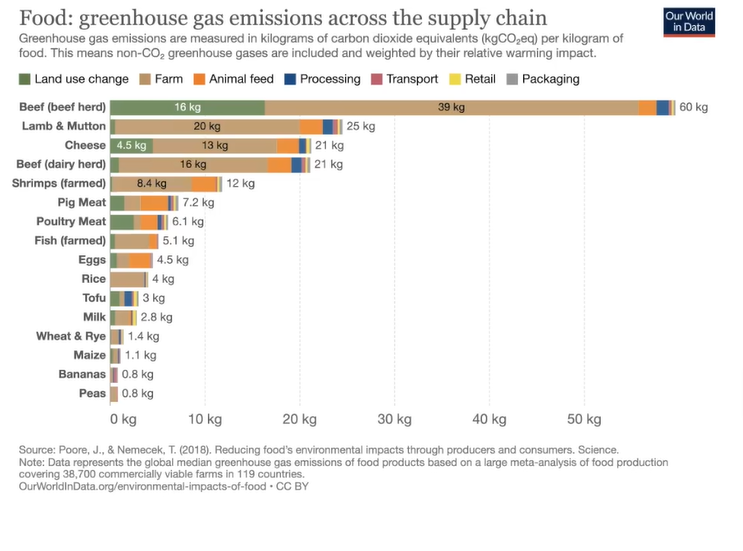 Food: greenhouse gas emissions across the supply chain
Our World
in Data
Greenhouse gas emissions are measured in kilograms of carbon dioxide equivalents (kgCO₂eq) per kilogram of
food. This means non-CO₂ greenhouse gases are included and weighted by their relative warming impact.
Land use change Farm Animal feed Processing Transport Retail Packaging
Beef (beef herd) 16 kg 39 kg 60 kg
Lamb & Mutton 20 kg 25 kg
Cheese 4.5 kg 13 kg 21 kg
Beef (dairy herd) 16 kg 21 kg
Shrimps (farmed) 8.4 kg 12 kg
Pig Meat 7.2 kg
Poultry Meat 6.1 kg
Fish (farmed) 5.1 kg
Eggs 4.5 kg
Rice 4 kg
Tofu 3 kg
Milk 2.8 kg
Wheat & Rye 1.4 kg
Maize 1.1 kg
Bananas 0.8 kg
Peas 0.8 kg
0 kg 10 kg 20 kg 30 kg 40 kg 50 kg
Source: Poore, J., & Nemecek, T. (2018). Reducing food's environmental impacts through producers and consumers. Science.
Note: Data represents the global median greenhouse gas emissions of food products based on a large meta-analysis of food production
covering 38,700 commercially viable farms in 119 countries.
OurWorldInData.org/environmental-impacts-of-food • CC BY